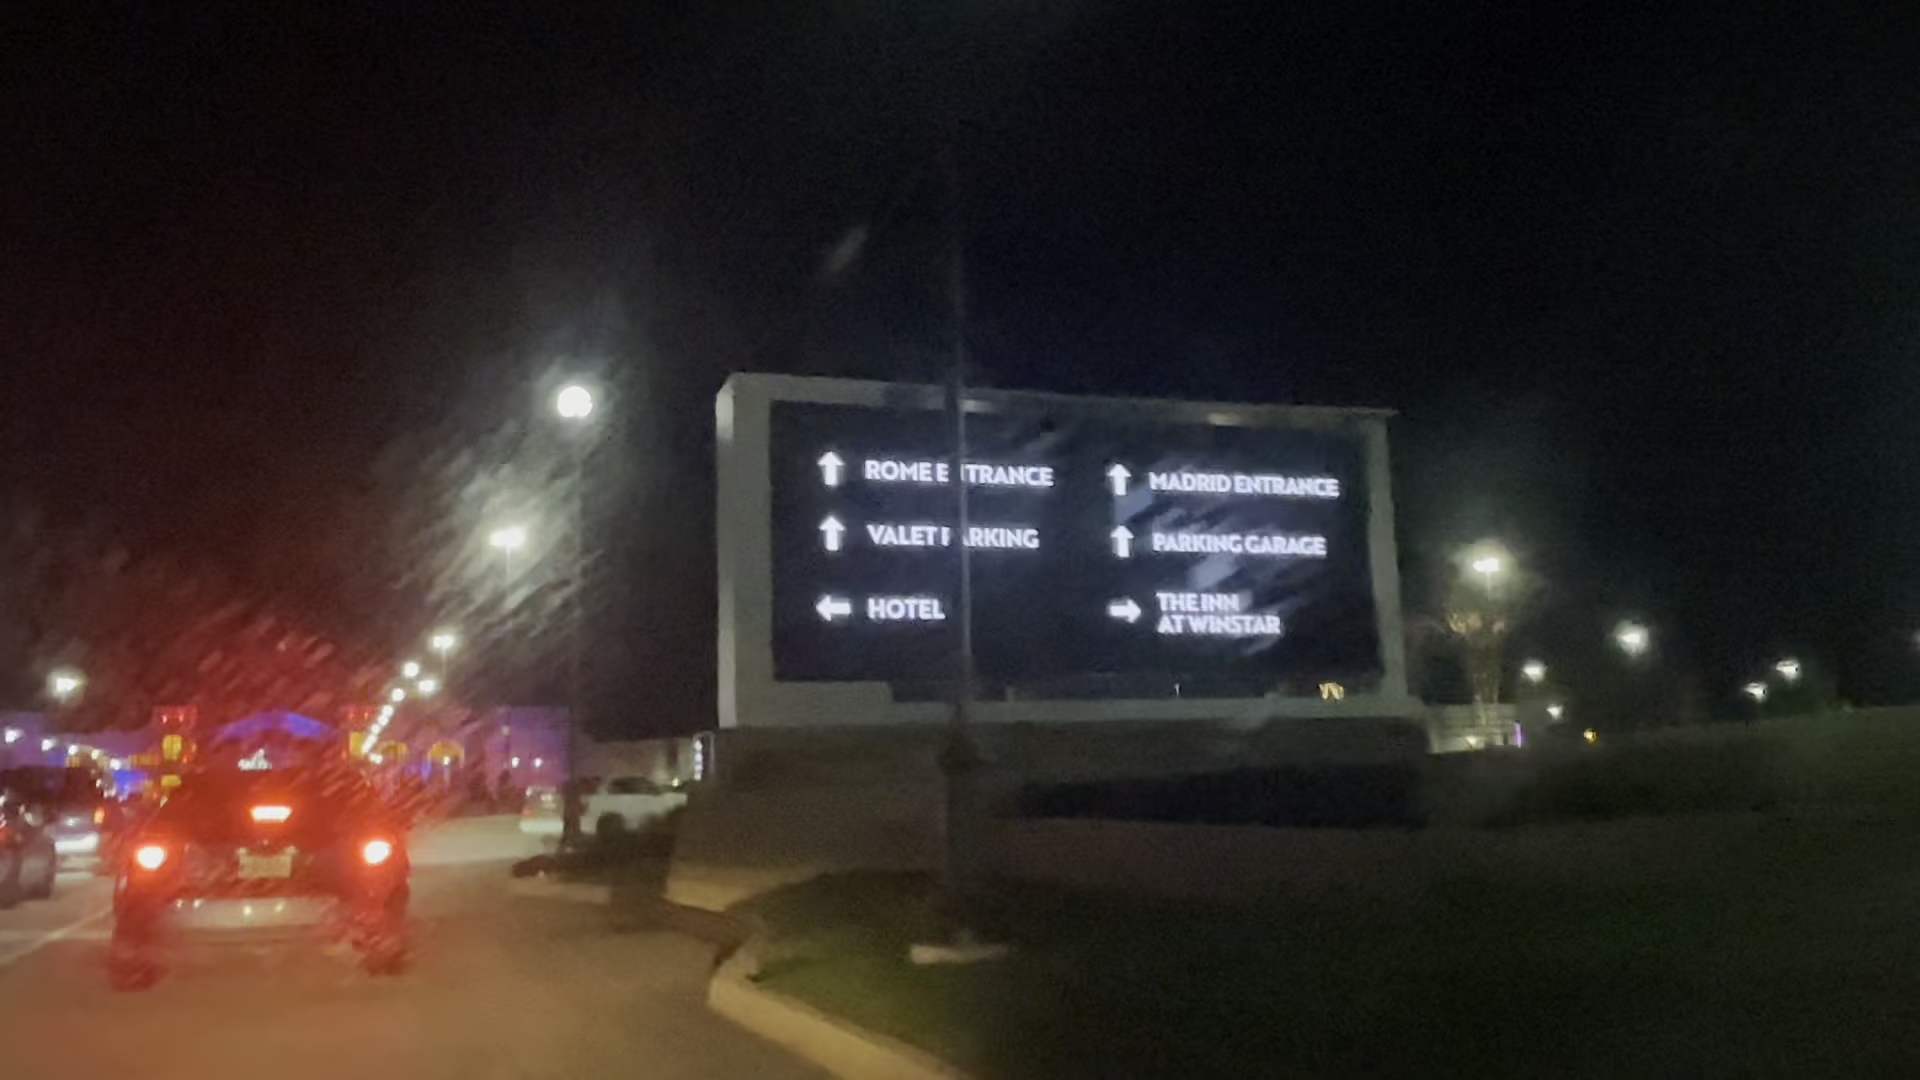 ROME ENTRANCE
VALET PARKING
HOTEL
MADRID ENTRANCE
PARKING GARAGE
THE INN
AT WINSTAR